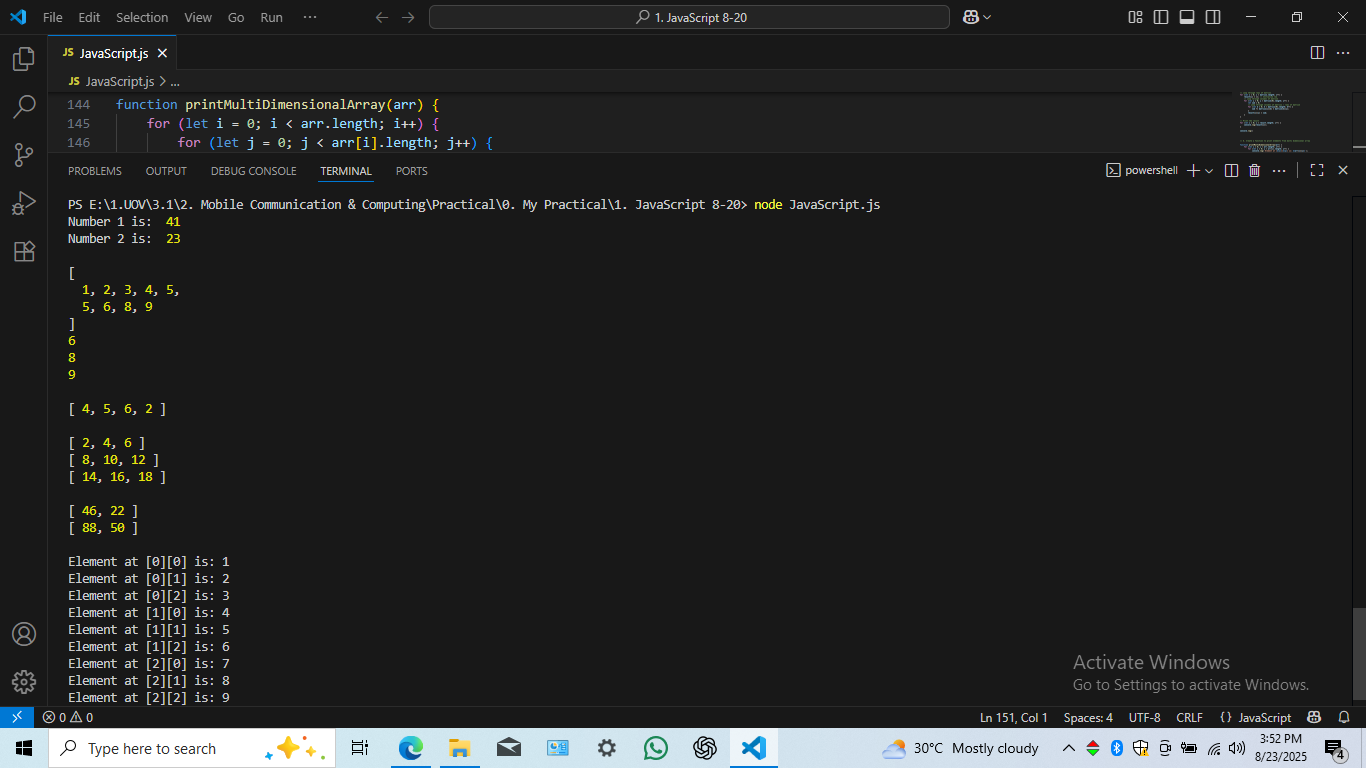 File Edit Selection View Go Run ··· 1. JavaScript 8-20
JS JavaScript.js
JS JavaScript.js > ...
144 function printMultiDimensionalArray(arr) {
145 for (let i = 0; i < arr.length; i++) {
146 for (let j = 0; j < arr[i].length; j++) {
PROBLEMS OUTPUT DEBUG CONSOLE TERMINAL PORTS powershell
PS E:\1.UOV\3.1\2. Mobile Communication & Computing\Practical\0. My Practical\1. JavaScript 8-20> node JavaScript.js
Number 1 is:  41
Number 2 is:  23
[
1, 2, 3, 4, 5,
5, 6, 8, 9
]
6
8
9
[ 4, 5, 6, 2 ]
[ 2, 4, 6 ]
[ 8, 10, 12 ]
[ 14, 16, 18 ]
[ 46, 22 ]
[ 88, 50 ]
Element at [0][0] is: 1
Element at [0][1] is: 2
Element at [0][2] is: 3
Element at [1][0] is: 4
Element at [1][1] is: 5
Element at [1][2] is: 6
Element at [2][0] is: 7
Element at [2][1] is: 8
Element at [2][2] is: 9
Activate Windows
Go to Settings to activate Windows.
0 0 Ln 151, Col 1 Spaces: 4 UTF-8 CRLF {} JavaScript
Type here to search 30°C Mostly cloudy 3:52 PM
8/23/2025 4